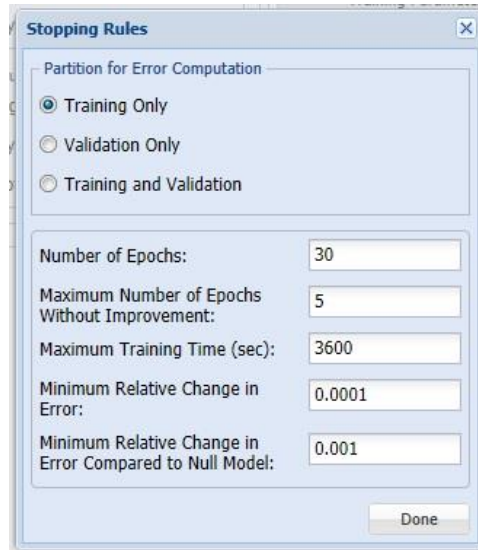 Stopping Rules
Partition for Error Computation
Training Only
Validation Only
Training and Validation
Number of Epochs: 30
Maximum Number of Epochs
Without Improvement: 5
Maximum Training Time (sec): 3600
Minimum Relative Change in
Error: 0.0001
Minimum Relative Change in
Error Compared to Null Model: 0.001
Done